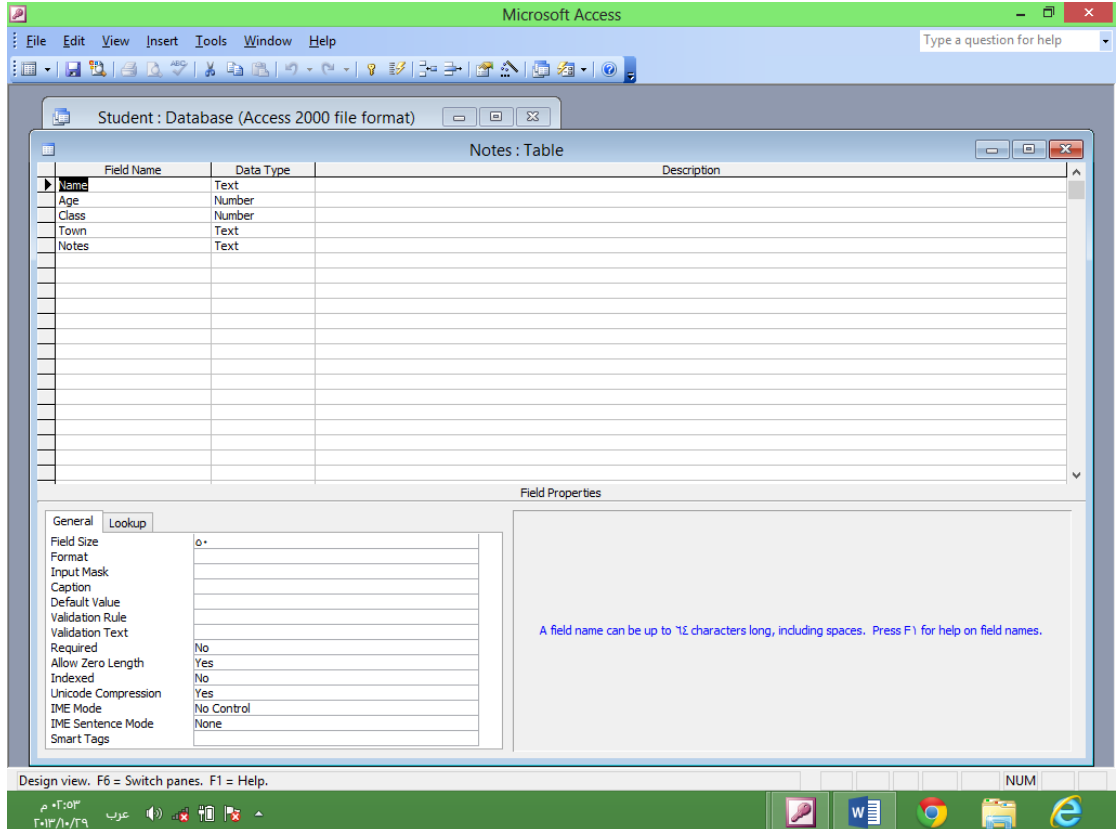 Microsoft Access
File Edit View Insert Tools Window Help
Type a question for help
Student : Database (Access 2000 file format)
Notes : Table
Field Name Data Type Description
Name Text
Age Number
Class Number
Town Text
Notes Text
Field Properties
General Lookup
Field Size ٥٠
Format
Input Mask
Caption
Default Value
Validation Rule
Validation Text
Required No
Allow Zero Length Yes
Indexed No
Unicode Compression Yes
IME Mode No Control
IME Sentence Mode None
Smart Tags
A field name can be up to ٦٤ characters long, including spaces. Press F١ for help on field names.
Design view. F6 = Switch panes. F1 = Help.
NUM
٠٢:٥٣ م
عرب
٢٠١٣/١٠/٢٩